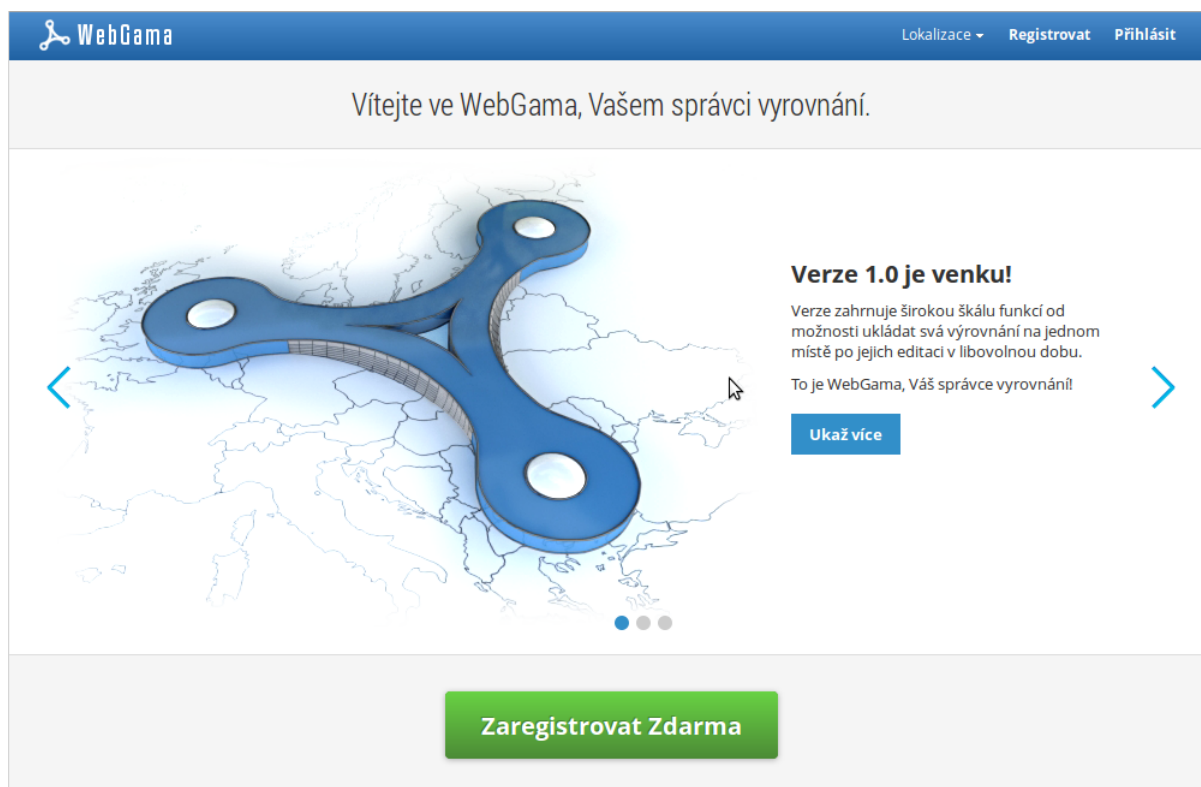 WebGama
Lokalizace
Registrovat
Přihlásit
Vítejte ve WebGama, Vašem správci vyrovnání.
Verze 1.0 je venku!
Verze zahrnuje širokou škálu funkcí od
možnosti ukládat svá výrovnání na jednom
místě po jejich editaci v libovolnou dobu.
To je WebGama, Váš správce vyrovnání!
Ukaž více
Zaregistrovat Zdarma